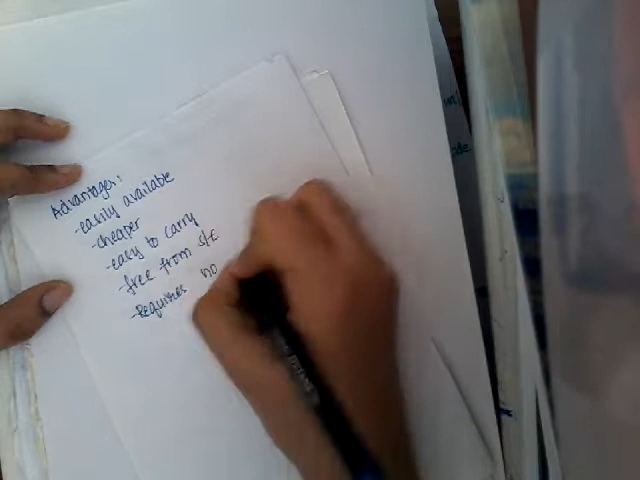 Advantages:
-easily available
-cheaper
-easy to carry
-free from s/E
-Requires no